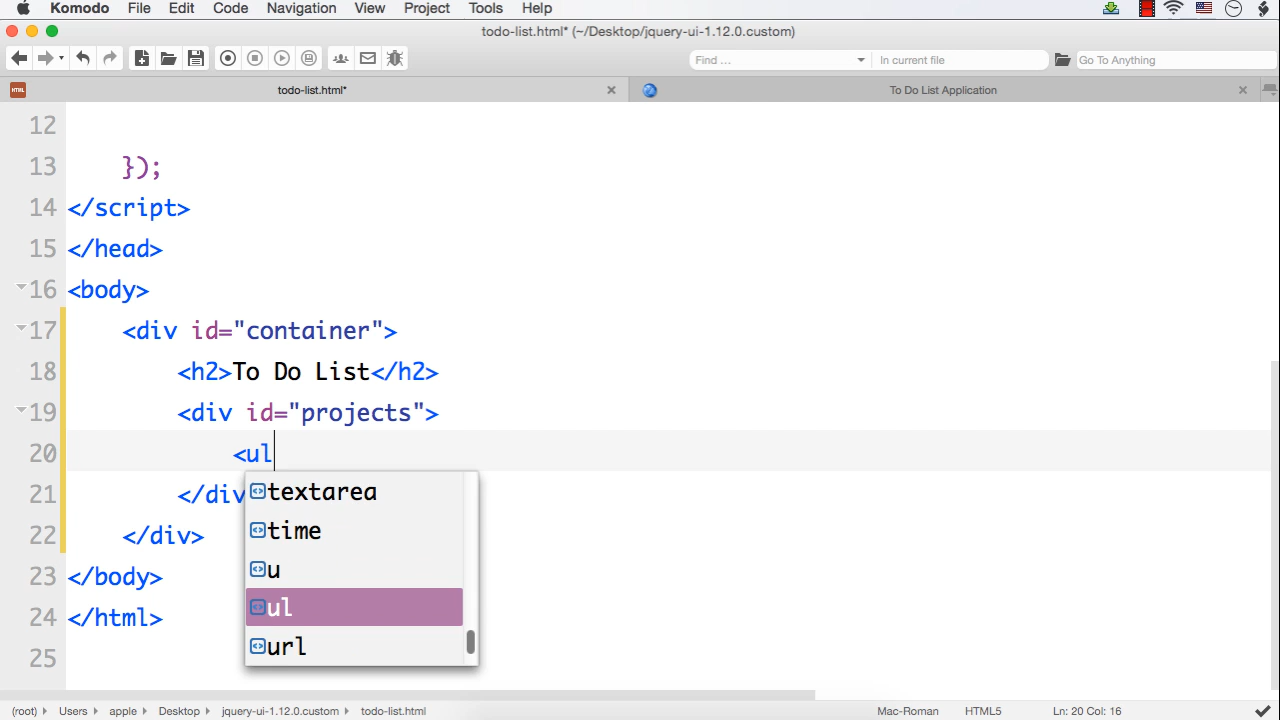 Komodo File Edit Code Navigation View Project Tools Help
todo-list.html* (~/Desktop/jquery-ui-1.12.0.custom)
Find ... In current file Go To Anything
HTML todo-list.html* To Do List Application
12
13 });
14 </script>
15 </head>
16 <body>
17 <div id="container">
18 <h2>To Do List</h2>
19 <div id="projects">
20 <ul
21 </div
textarea
22 </div>
time
23 </body>
u
24 </html>
ul
25
url
(root) Users apple Desktop jquery-ui-1.12.0.custom todo-list.html Mac-Roman HTML5 Ln: 20 Col: 16